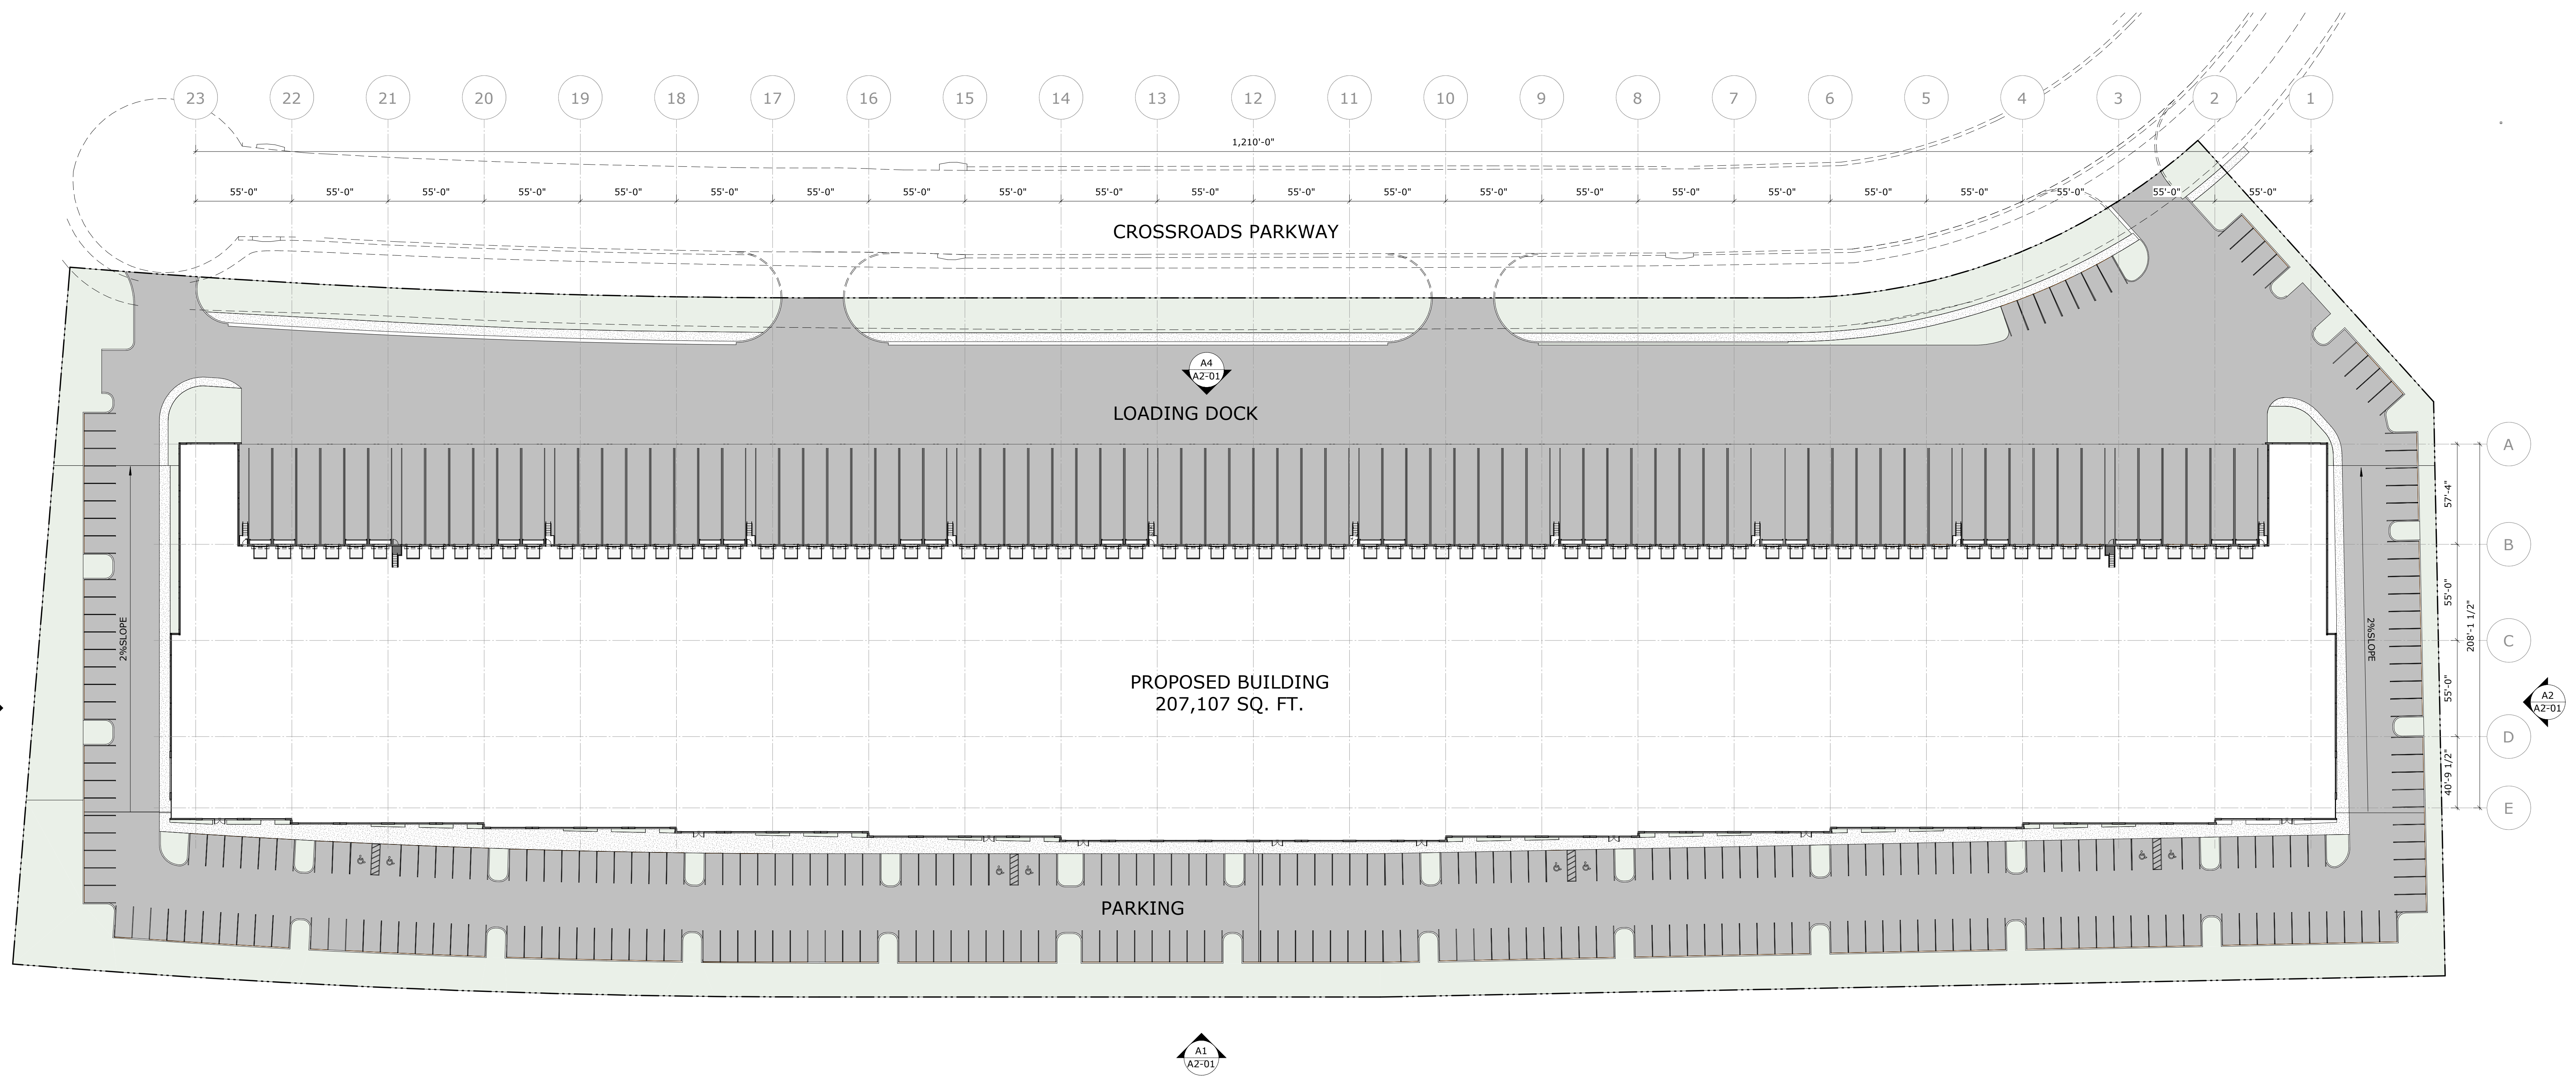 23 22 21 20 19 18 17 16 15 14 13 12 11 10 9 8 7 6 5 4 3 2 1
1,210'-0"
55'-0" 55'-0" 55'-0" 55'-0" 55'-0" 55'-0" 55'-0" 55'-0" 55'-0" 55'-0" 55'-0" 55'-0" 55'-0" 55'-0" 55'-0" 55'-0" 55'-0" 55'-0" 55'-0" 55'-0" 55'-0" 55'-0"
CROSSROADS PARKWAY
A4
A2-01
LOADING DOCK
A
57'-4"
B
55'-0"
208'-1 1/2"
2%SLOPE
2%SLOPE
C
PROPOSED BUILDING
207,107 SQ. FT.
55'-0"
A2
A2-01
D
40'-9 1/2"
E
PARKING
A1
A2-01